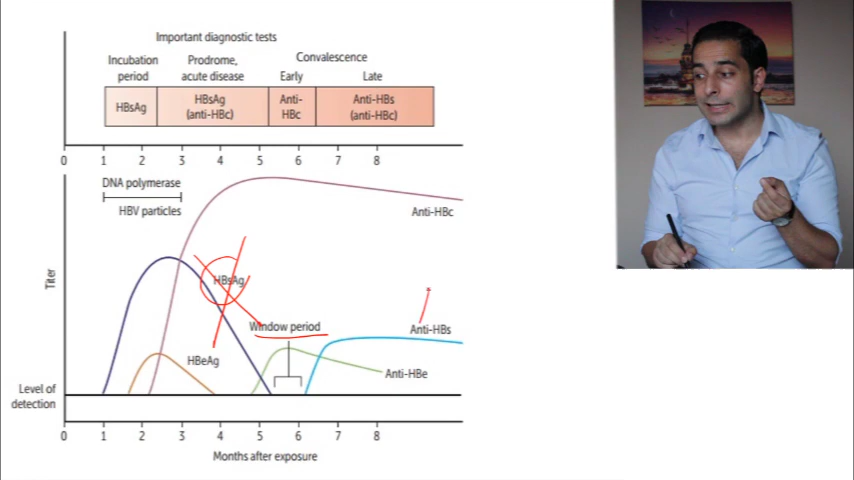 Important diagnostic tests
Convalescence
Incubation
period
Prodrome,
acute disease
Early
Late
HBsAg
HBsAg
(anti-HBc)
Anti-
HBc
Anti-HBs
(anti-HBc)
0 1 2 3 4 5 6 7 8
DNA polymerase
HBV particles
Anti-HBc
Titer
HBsAg
Window period
Anti-HBs
HBeAg
Anti-HBe
Level of
detection
0 1 2 3 4 5 6 7 8
Months after exposure